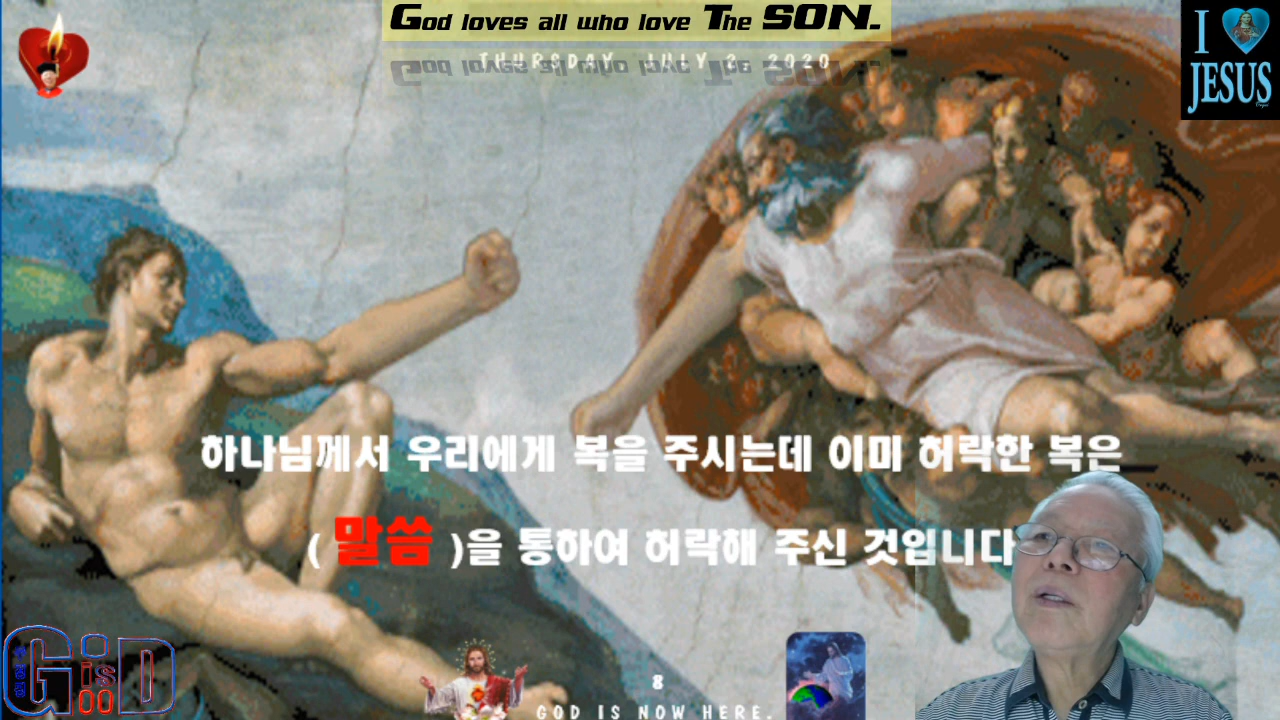 God loves all who love The SON.
THURSDAY JULY 2, 2020
I
JESUS
하나님께서 우리에게 복을 주시는데 이미 허락한 복은
( 말씀 )을 통하여 허락해 주신 것입니다
G is D
8
GOD IS NOW HERE.